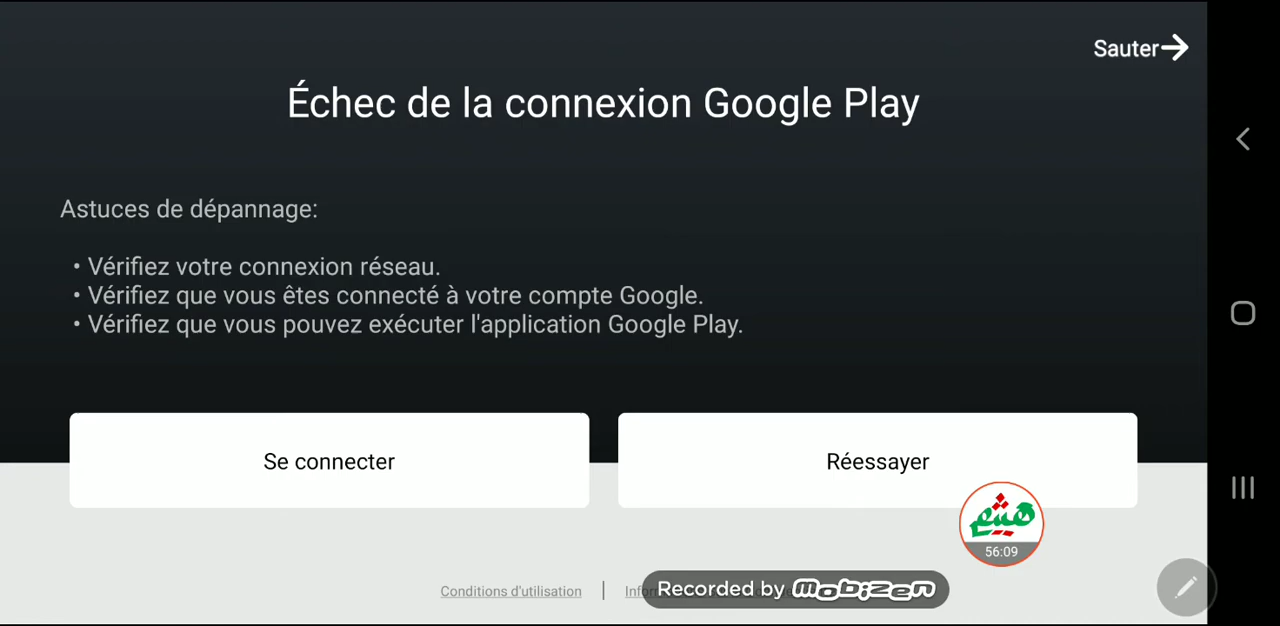 Sauter
Échec de la connexion Google Play
Astuces de dépannage:
• Vérifiez votre connexion réseau.
• Vérifiez que vous êtes connecté à votre compte Google.
• Vérifiez que vous pouvez exécuter l'application Google Play.
Se connecter
Réessayer
هيثم
56:09
Conditions d'utilisation
Recorded by mobizen